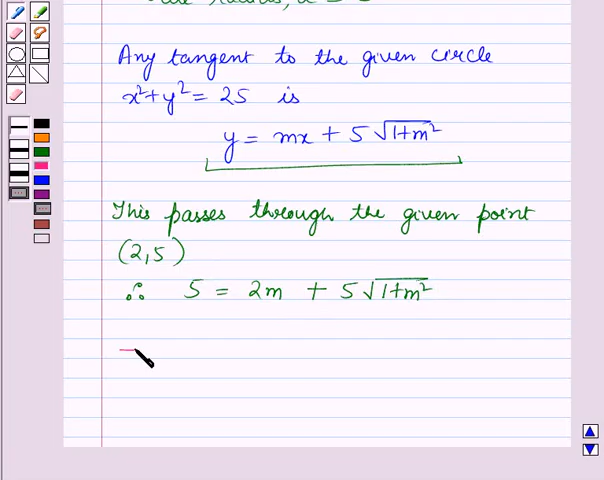 Any tangent to the given circle
x²+y² = 25 is
y = mx + 5 √1+m²
This passes through the given point
(2,5)
∴ 5 = 2m + 5√1+m²